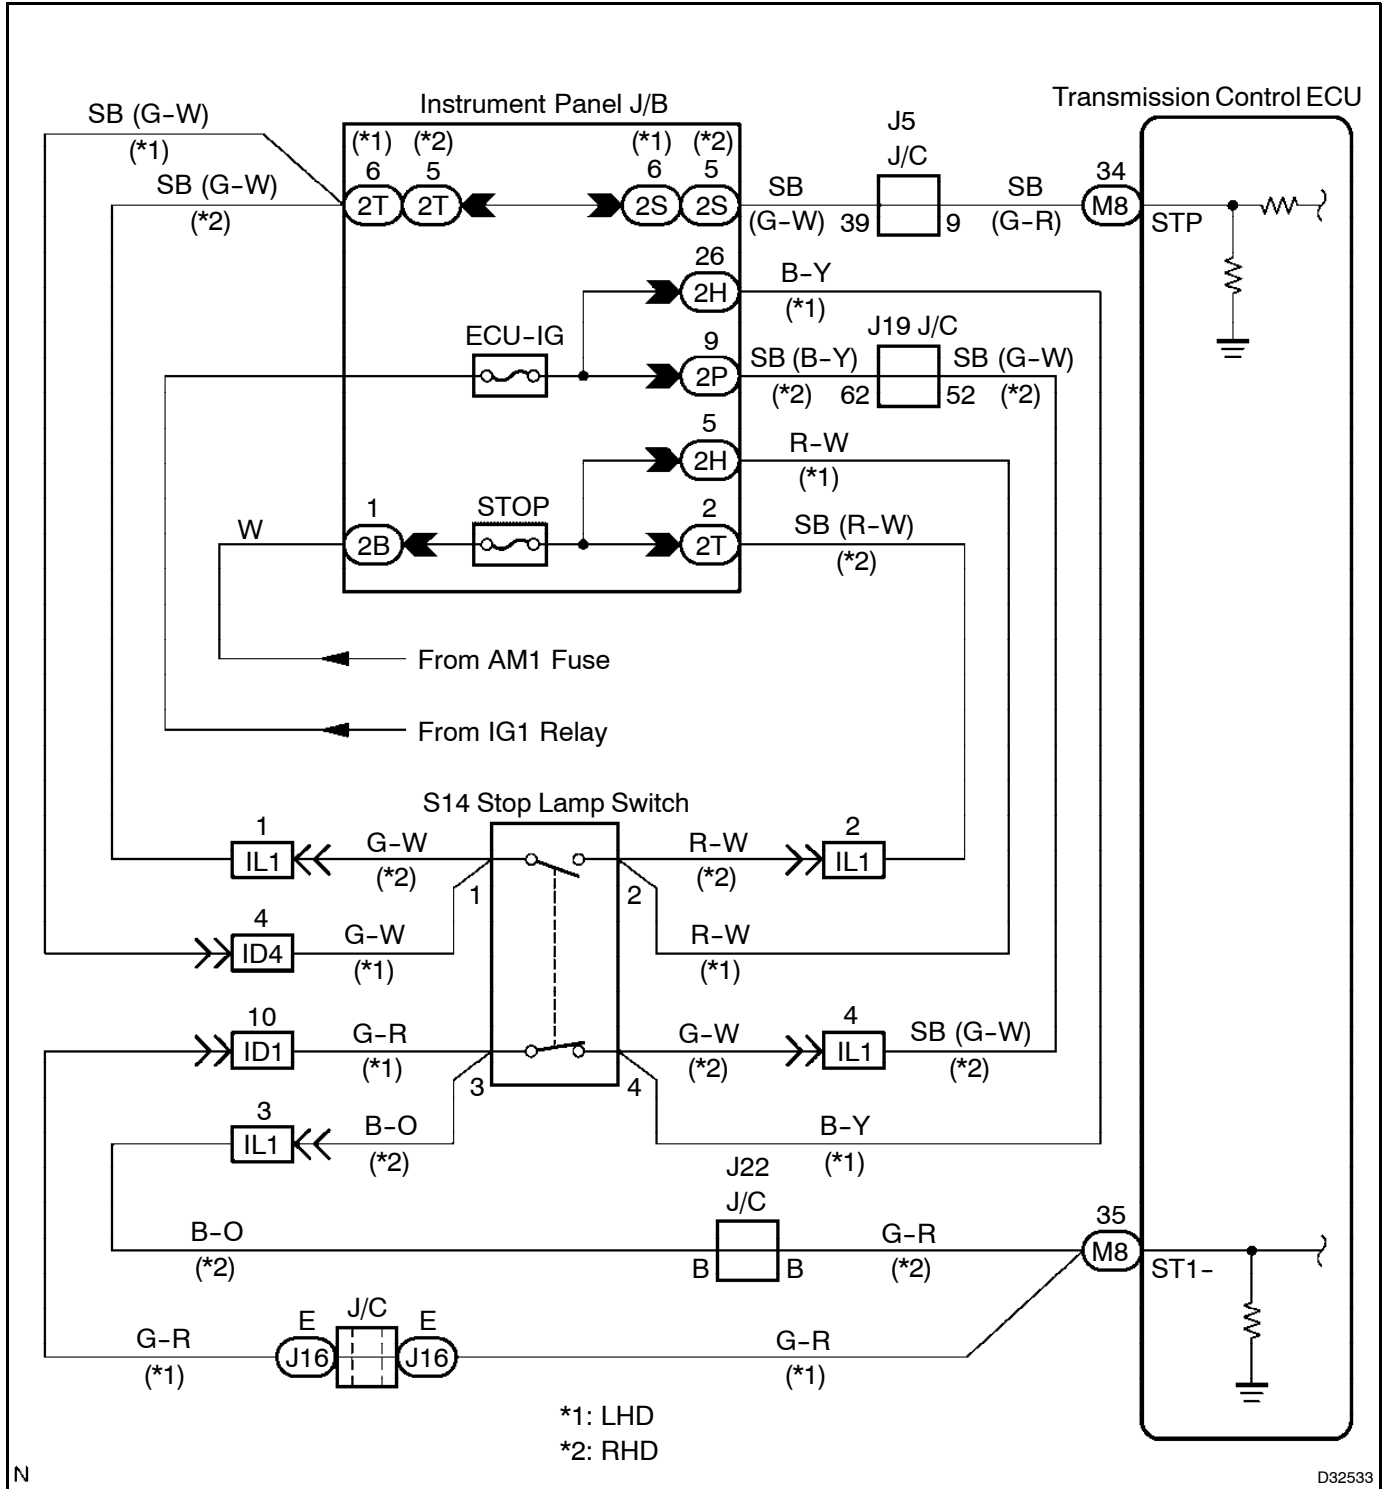 Transmission Control ECU
Instrument Panel J/B
J5
J/C
SB (G-W)
(*1)
(*1) (*2) (*1) (*2)
6 5 6 5
34
SB (G-W)
(*2)
2T 2T 2S 2S
SB
(G-W)
39 9
SB
(G-R)
M8
STP
26
2H
B-Y
(*1)
ECU-IG
9
2P
J19 J/C
SB (B-Y)
(*2)
62 52
SB (G-W)
(*2)
5
2H
R-W
(*1)
W
1
2B
STOP
2
2T
SB (R-W)
(*2)
From AM1 Fuse
From IG1 Relay
S14 Stop Lamp Switch
1
IL1
G-W
(*2)
1
2
R-W
(*2)
2
IL1
4
ID4
G-W
(*1)
R-W
(*1)
10
ID1
G-R
(*1)
3
4
G-W
(*2)
4
IL1
SB (G-W)
(*2)
3
IL1
B-O
(*2)
B-Y
(*1)
J22
J/C
B-O
(*2)
B B
G-R
(*2)
35
M8
ST1-
G-R
(*1)
E J/C E
J16 J16
G-R
(*1)
*1: LHD
*2: RHD
N
D32533